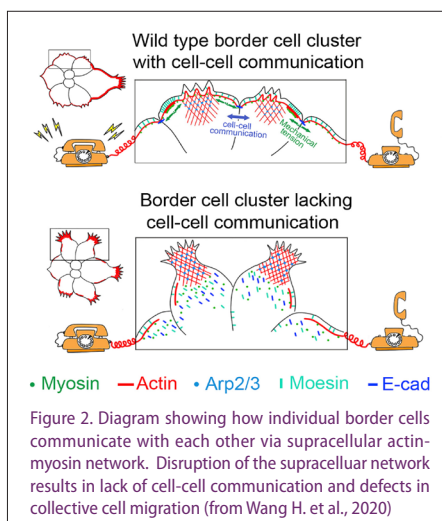 Wild type border cell cluster
with cell-cell communication
cell-cell
communication
Mechanical
tension
Border cell cluster lacking
cell-cell communication
• Myosin – Actin • Arp2/3 I Moesin – E-cad
Figure 2. Diagram showing how individual border cells
communicate with each other via supracellular actin-
myosin network. Disruption of the supracelluar network
results in lack of cell-cell communication and defects in
collective cell migration (from Wang H. et al., 2020)